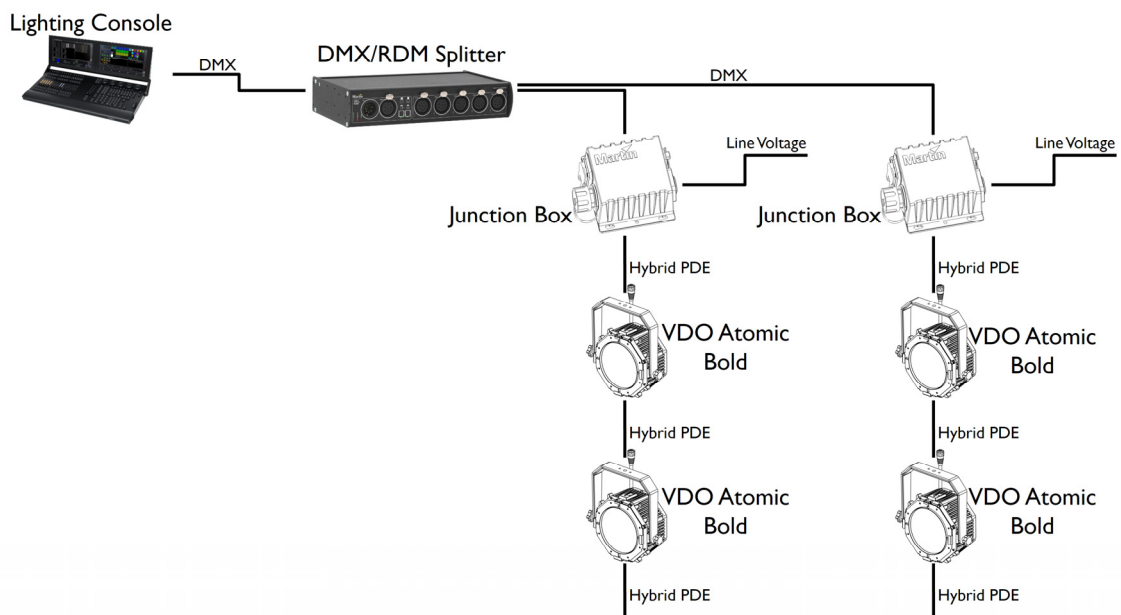 Lighting Console
DMX
DMX/RDM Splitter
DMX
Martin
Line Voltage
Junction Box
Martin
Line Voltage
Junction Box
Hybrid PDE
Hybrid PDE
VDO Atomic
Bold
VDO Atomic
Bold
Hybrid PDE
Hybrid PDE
VDO Atomic
Bold
VDO Atomic
Bold
Hybrid PDE
Hybrid PDE